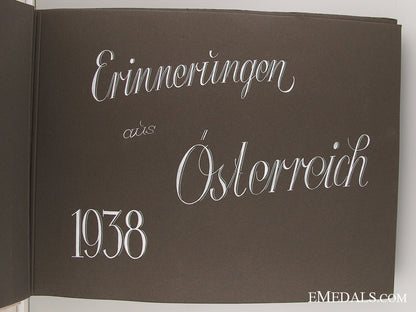 Erinnerungen
aus
Österreich
1938
EMEDALS.COM